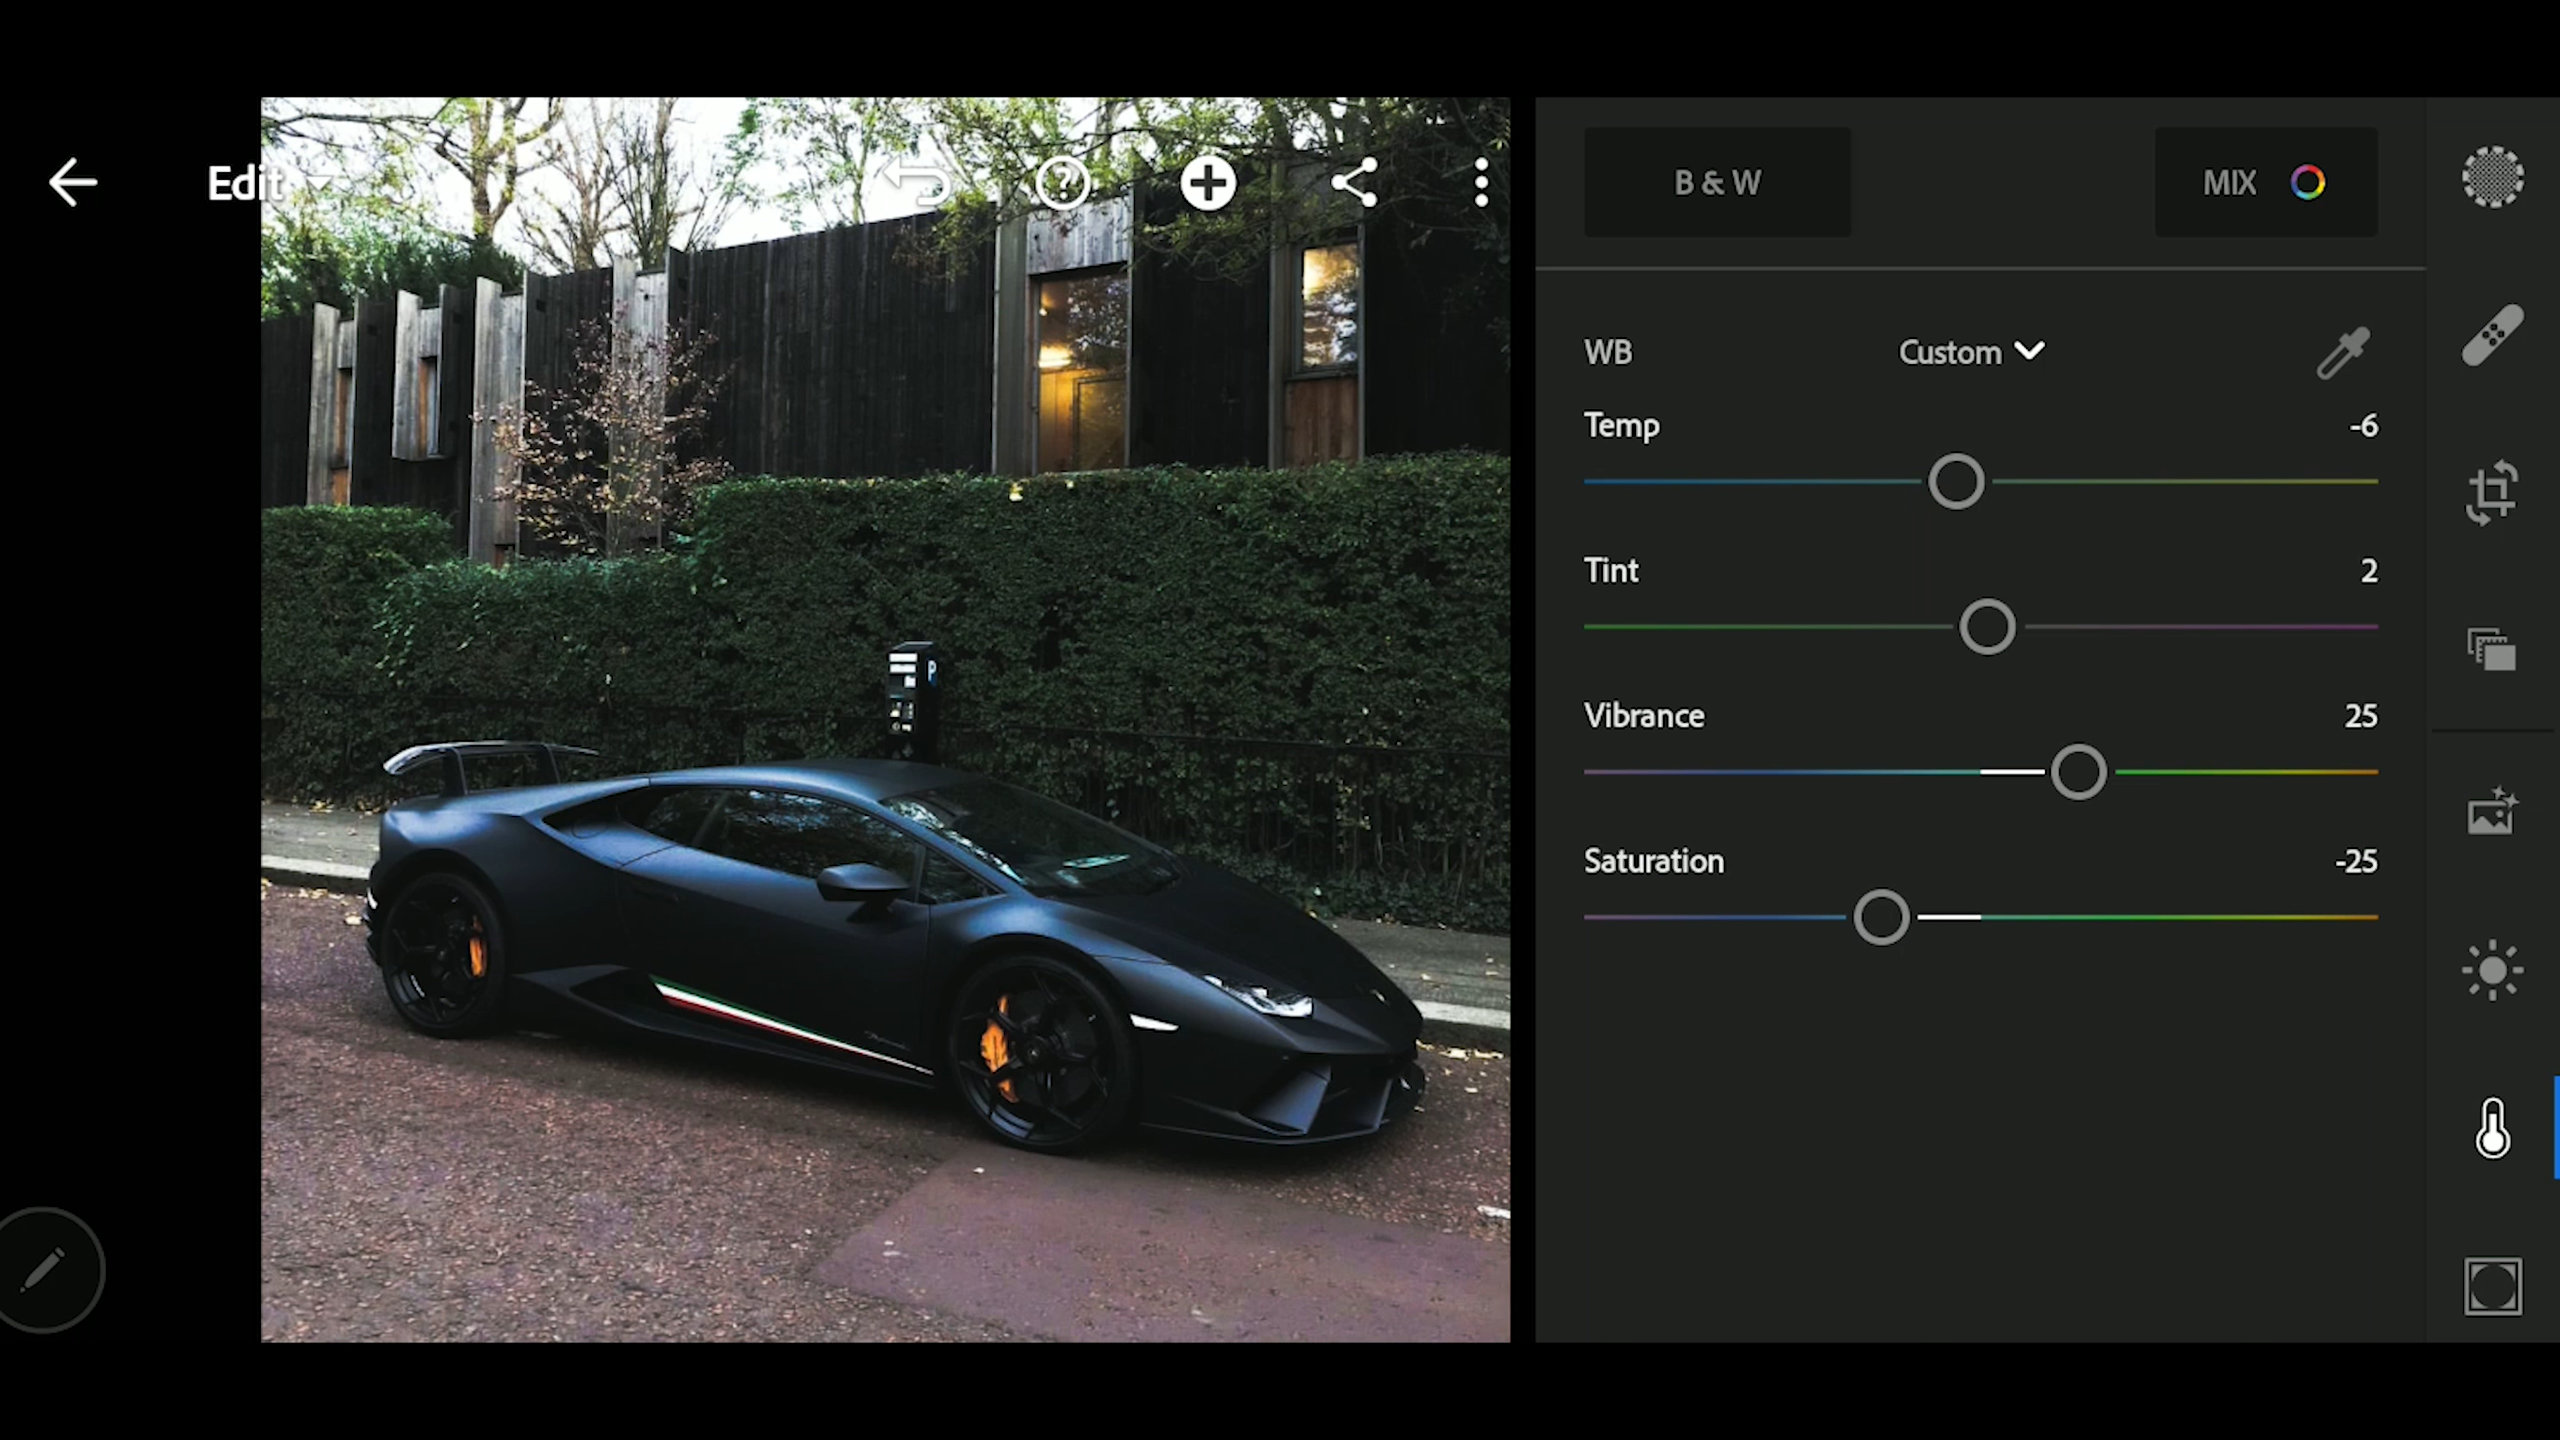 Edit
B & W
MIX
WB
Custom
Temp
-6
Tint
2
Vibrance
25
Saturation
-25
P